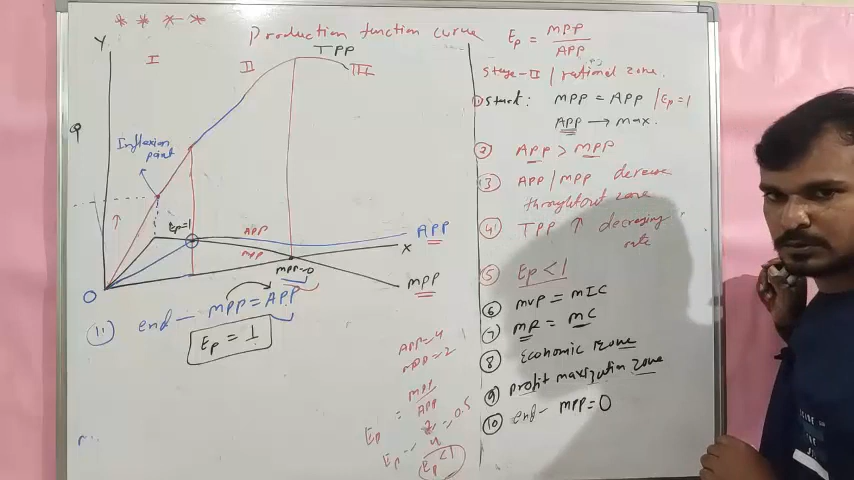 * * * *
Production function curve
Y
I
II
TPP
III
Q
Inflexion
point
Ep=1
APP
MPP
MPP=0
APP
X
MPP
O
11) end - MPP = APP
Ep = 1
APP=4
MPP=2
Ep = MPP/APP
Ep = 2/4 = 0.5
Ep<1
Ep = MPP/APP
Stage-II / rational zone.
1) Start: MPP = APP / Ep=1
APP → max.
2) APP > MPP
3) APP/MPP decrease
throughout zone
4) TPP ↑ decreasing
rate
5) Ep<1
6) MVP = MIC
7) MR = MC
8) Economic zone
9) profit maxization zone
10) end- MPP=0